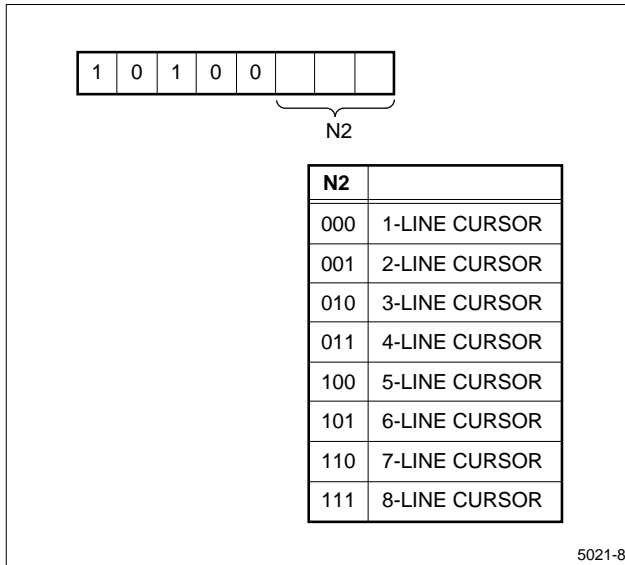 1 0 1 0 0
N2
N2
000 1-LINE CURSOR
001 2-LINE CURSOR
010 3-LINE CURSOR
011 4-LINE CURSOR
100 5-LINE CURSOR
101 6-LINE CURSOR
110 7-LINE CURSOR
111 8-LINE CURSOR
5021-8